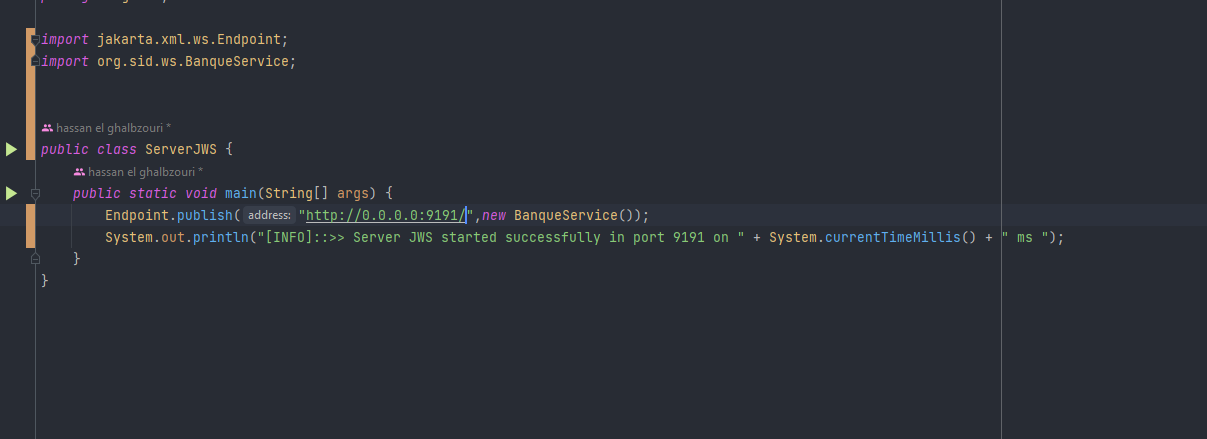 import jakarta.xml.ws.Endpoint;
import org.sid.ws.BanqueService;
hassan el ghalbzouri *
public class ServerJWS {
hassan el ghalbzouri *
public static void main(String[] args) {
Endpoint.publish( address: "http://0.0.0.0:9191/",new BanqueService());
System.out.println("[INFO]::>> Server JWS started successfully in port 9191 on " + System.currentTimeMillis() + " ms ");
}
}